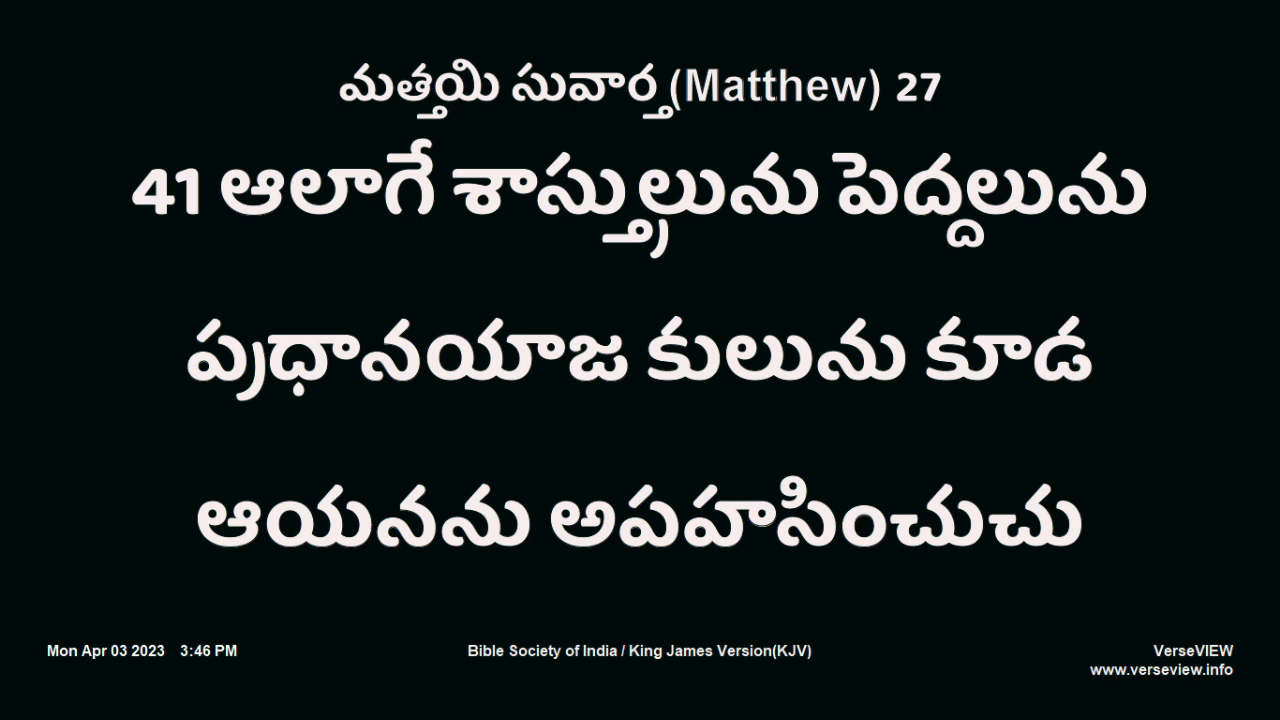 మత్తయి సువార్త (Matthew) 27
41 ఆలాగే శాస్త్రులును పెద్దలును
ప్రధానయాజ కులును కూడ
ఆయనను అపహసించుచు
Mon Apr 03 2023 3:46 PM
Bible Society of India / King James Version(KJV)
VerseVIEW
www.verseview.info